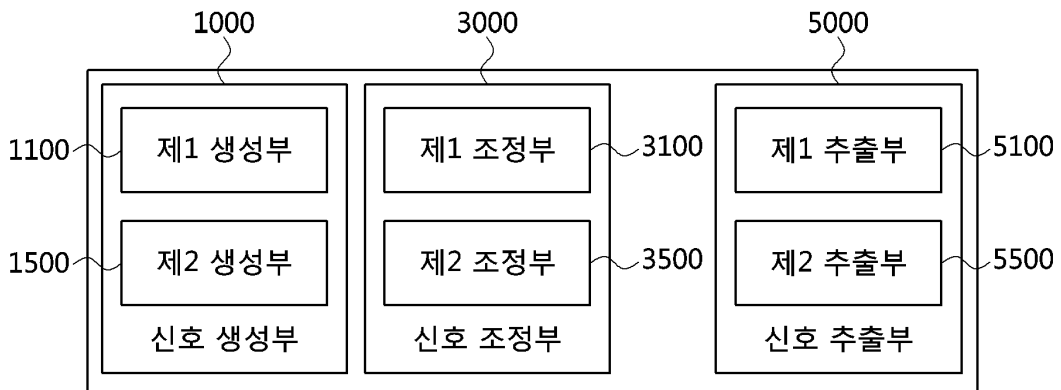 1000 3000 5000
1100 제1 생성부 제1 조정부 3100 제1 추출부 5100
1500 제2 생성부 제2 조정부 3500 제2 추출부 5500
신호 생성부 신호 조정부 신호 추출부